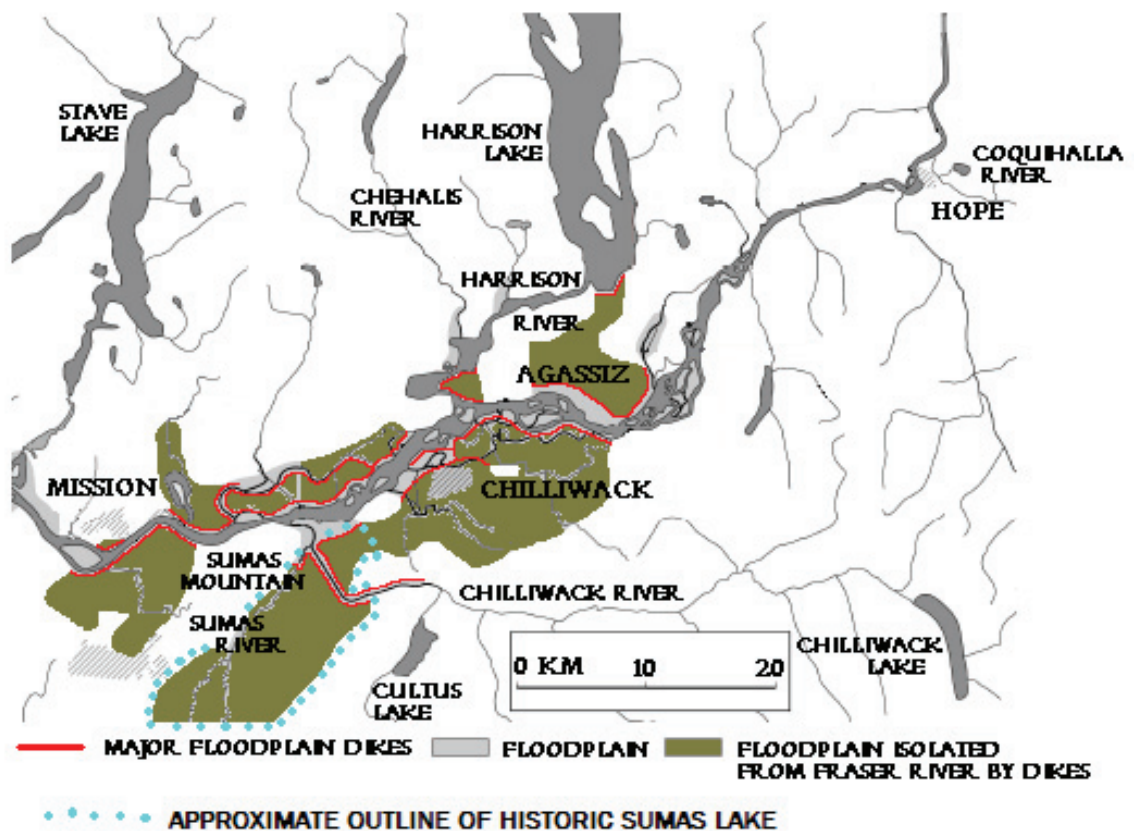 STAVE
LAKE
HARRISON
LAKE
CHEHALIS
RIVER
COQUIHALLA
RIVER
HOPE
HARRISON
RIVER
AGASSIZ
MISSION
CHILLIWACK
SUMAS
MOUNTAIN
CHILLIWACK RIVER
SUMAS
RIVER
CULTUS
LAKE
CHILLIWACK
LAKE
0 KM 10 20
MAJOR FLOODPLAIN DIKES
FLOODPLAIN
FLOODPLAIN ISOLATED
FROM FRASER RIVER BY DIKES
APPROXIMATE OUTLINE OF HISTORIC SUMAS LAKE